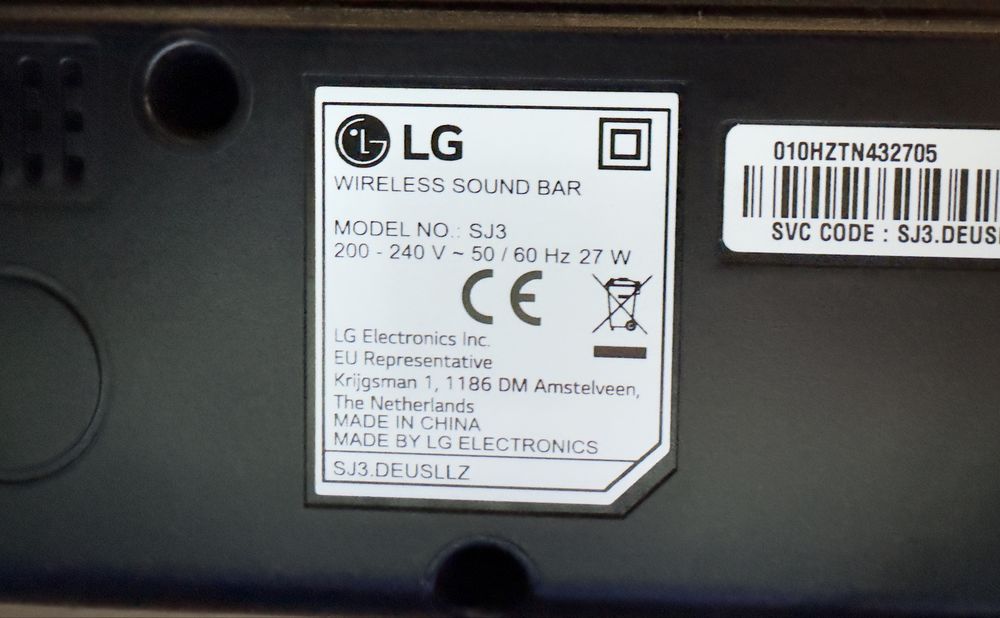 LG
WIRELESS SOUND BAR
MODEL NO.: SJ3
200 - 240 V ~ 50 / 60 Hz 27 W
CE
LG Electronics Inc.
EU Representative
Krijgsman 1, 1186 DM Amstelveen,
The Netherlands
MADE IN CHINA
MADE BY LG ELECTRONICS
SJ3.DEUSLLZ
010HZTN432705
SVC CODE : SJ3.DEUS